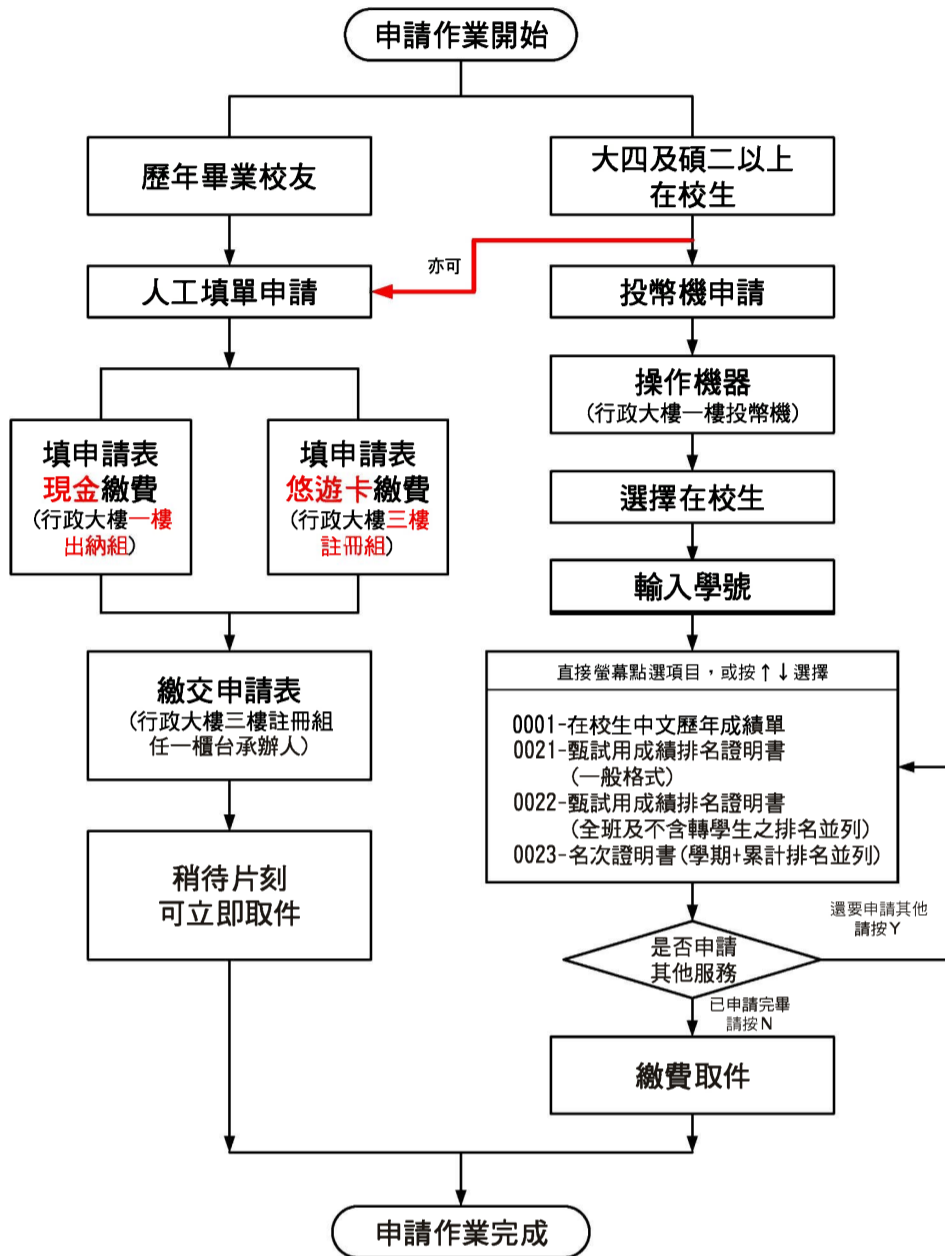 申請作業開始
歷年畢業校友
大四及碩二以上
在校生
亦可
人工填單申請
投幣機申請
操作機器
(行政大樓一樓投幣機)
填申請表
現金繳費
(行政大樓一樓
出納組)
填申請表
悠遊卡繳費
(行政大樓三樓
註冊組)
選擇在校生
輸入學號
繳交申請表
(行政大樓三樓註冊組
任一櫃台承辦人)
直接螢幕點選項目，或按↑↓選擇
0001-在校生中文歷年成績單
0021-甄試用成績排名證明書
(一般格式)
0022-甄試用成績排名證明書
(全班及不含轉學生之排名並列)
0023-名次證明書(學期+累計排名並列)
稍待片刻
可立即取件
還要申請其他
請按Y
是否申請
其他服務
已申請完畢
請按N
繳費取件
申請作業完成